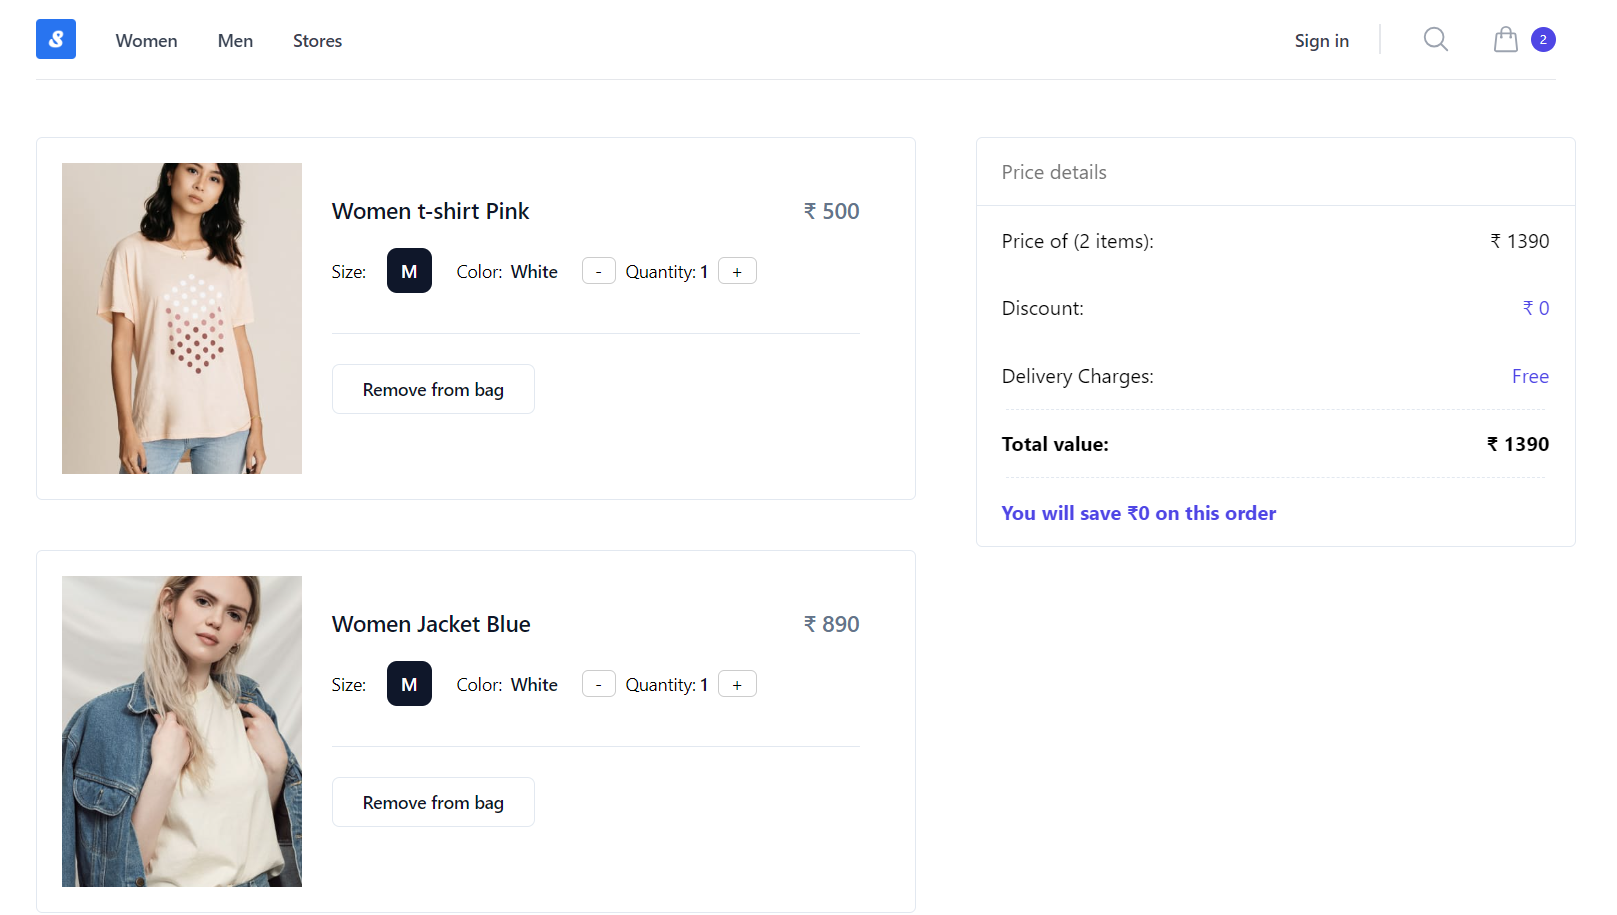 S
Women Men Stores Sign in 2
Women t-shirt Pink ₹ 500
Size: M Color: White - Quantity: 1 +
Remove from bag
Price details
Price of (2 items): ₹ 1390
Discount: ₹ 0
Delivery Charges: Free
Total value: ₹ 1390
You will save ₹0 on this order
Women Jacket Blue ₹ 890
Size: M Color: White - Quantity: 1 +
Remove from bag